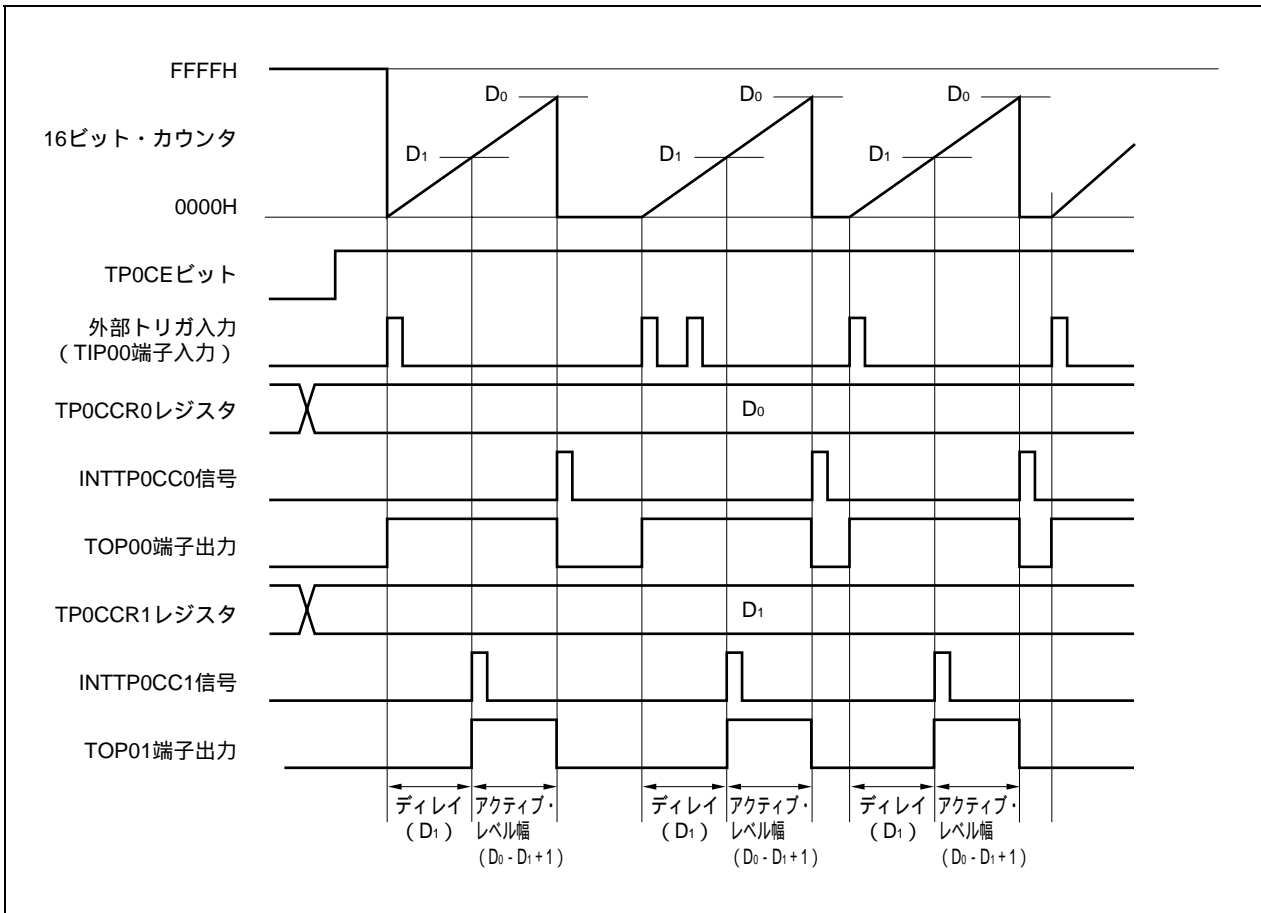 FFFFH
D0 D0 D0
16ビット・カウンタ
D1 D1 D1
0000H
TP0CEビット
外部トリガ入力
（TIP00端子入力）
TP0CCR0レジスタ
D0
INTTP0CC0信号
TOP00端子出力
TP0CCR1レジスタ
D1
INTTP0CC1信号
TOP01端子出力
ディレイ
（D1）
アクティブ・
レベル幅
（D0 - D1 + 1）
ディレイ
（D1）
アクティブ・
レベル幅
（D0 - D1 + 1）
ディレイ
（D1）
アクティブ・
レベル幅
（D0 - D1 + 1）